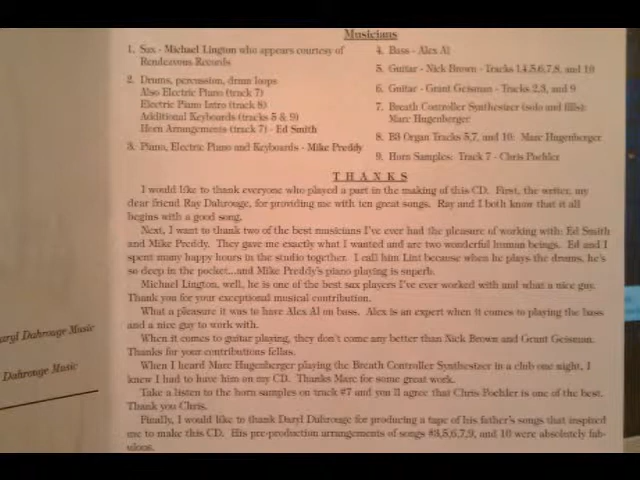 Musicians
1. Sax - Michael Lington who appears courtesy of
Rendezvous Records
2. Drums, percussion, drum loops
Also Electric Piano (track 7)
Electric Piano Intro (track 8)
Additional Keyboards (tracks 5 & 9)
Horn Arrangements (track 7) - Ed Smith
3. Piano, Electric Piano and Keyboards - Mike Preddy
4. Bass - Alex Al
5. Guitar - Nick Brown - Tracks 1,4,5,6,7,8, and 10
6. Guitar - Grant Geisman - Tracks 2,3, and 9
7. Breath Controller Synthesizer (solo and fills):
Marc Hugenberger
8. B3 Organ Tracks 5,7, and 10: Marc Hugenberger
9. Horn Samples: Track 7 - Chris Poehler
THANKS
I would like to thank everyone who played a part in the making of this CD. First, the writer, my
dear friend Ray Dahrouge, for providing me with ten great songs. Ray and I both know that it all
begins with a good song.
Next, I want to thank two of the best musicians I've ever had the pleasure of working with: Ed Smith
and Mike Preddy. They gave me exactly what I wanted and are two wonderful human beings. Ed and I
spent many happy hours in the studio together. I call him Lint because when he plays the drums, he's
so deep in the pocket...and Mike Preddy's piano playing is superb.
Michael Lington, well, he is one of the best sax players I've ever worked with and what a nice guy.
Thank you for your exceptional musical contribution.
What a pleasure it was to have Alex Al on bass. Alex is an expert when it comes to playing the bass
and a nice guy to work with.
When it comes to guitar playing, they don't come any better than Nick Brown and Grant Geisman.
Thanks for your contributions fellas.
When I heard Marc Hugenberger playing the Breath Controller Synthesizer in a club one night, I
knew I had to have him on my CD. Thanks Marc for some great work.
Take a listen to the horn samples on track #7 and you'll agree that Chris Poehler is one of the best.
Thank you Chris.
Finally, I would like to thank Daryl Dahrouge for producing a tape of his father's songs that inspired
me to make this CD. His pre-production arrangements of songs #3,5,6,7,9, and 10 were absolutely fab-
ulous.
aryl Dahrouge Music
Dahrouge Music